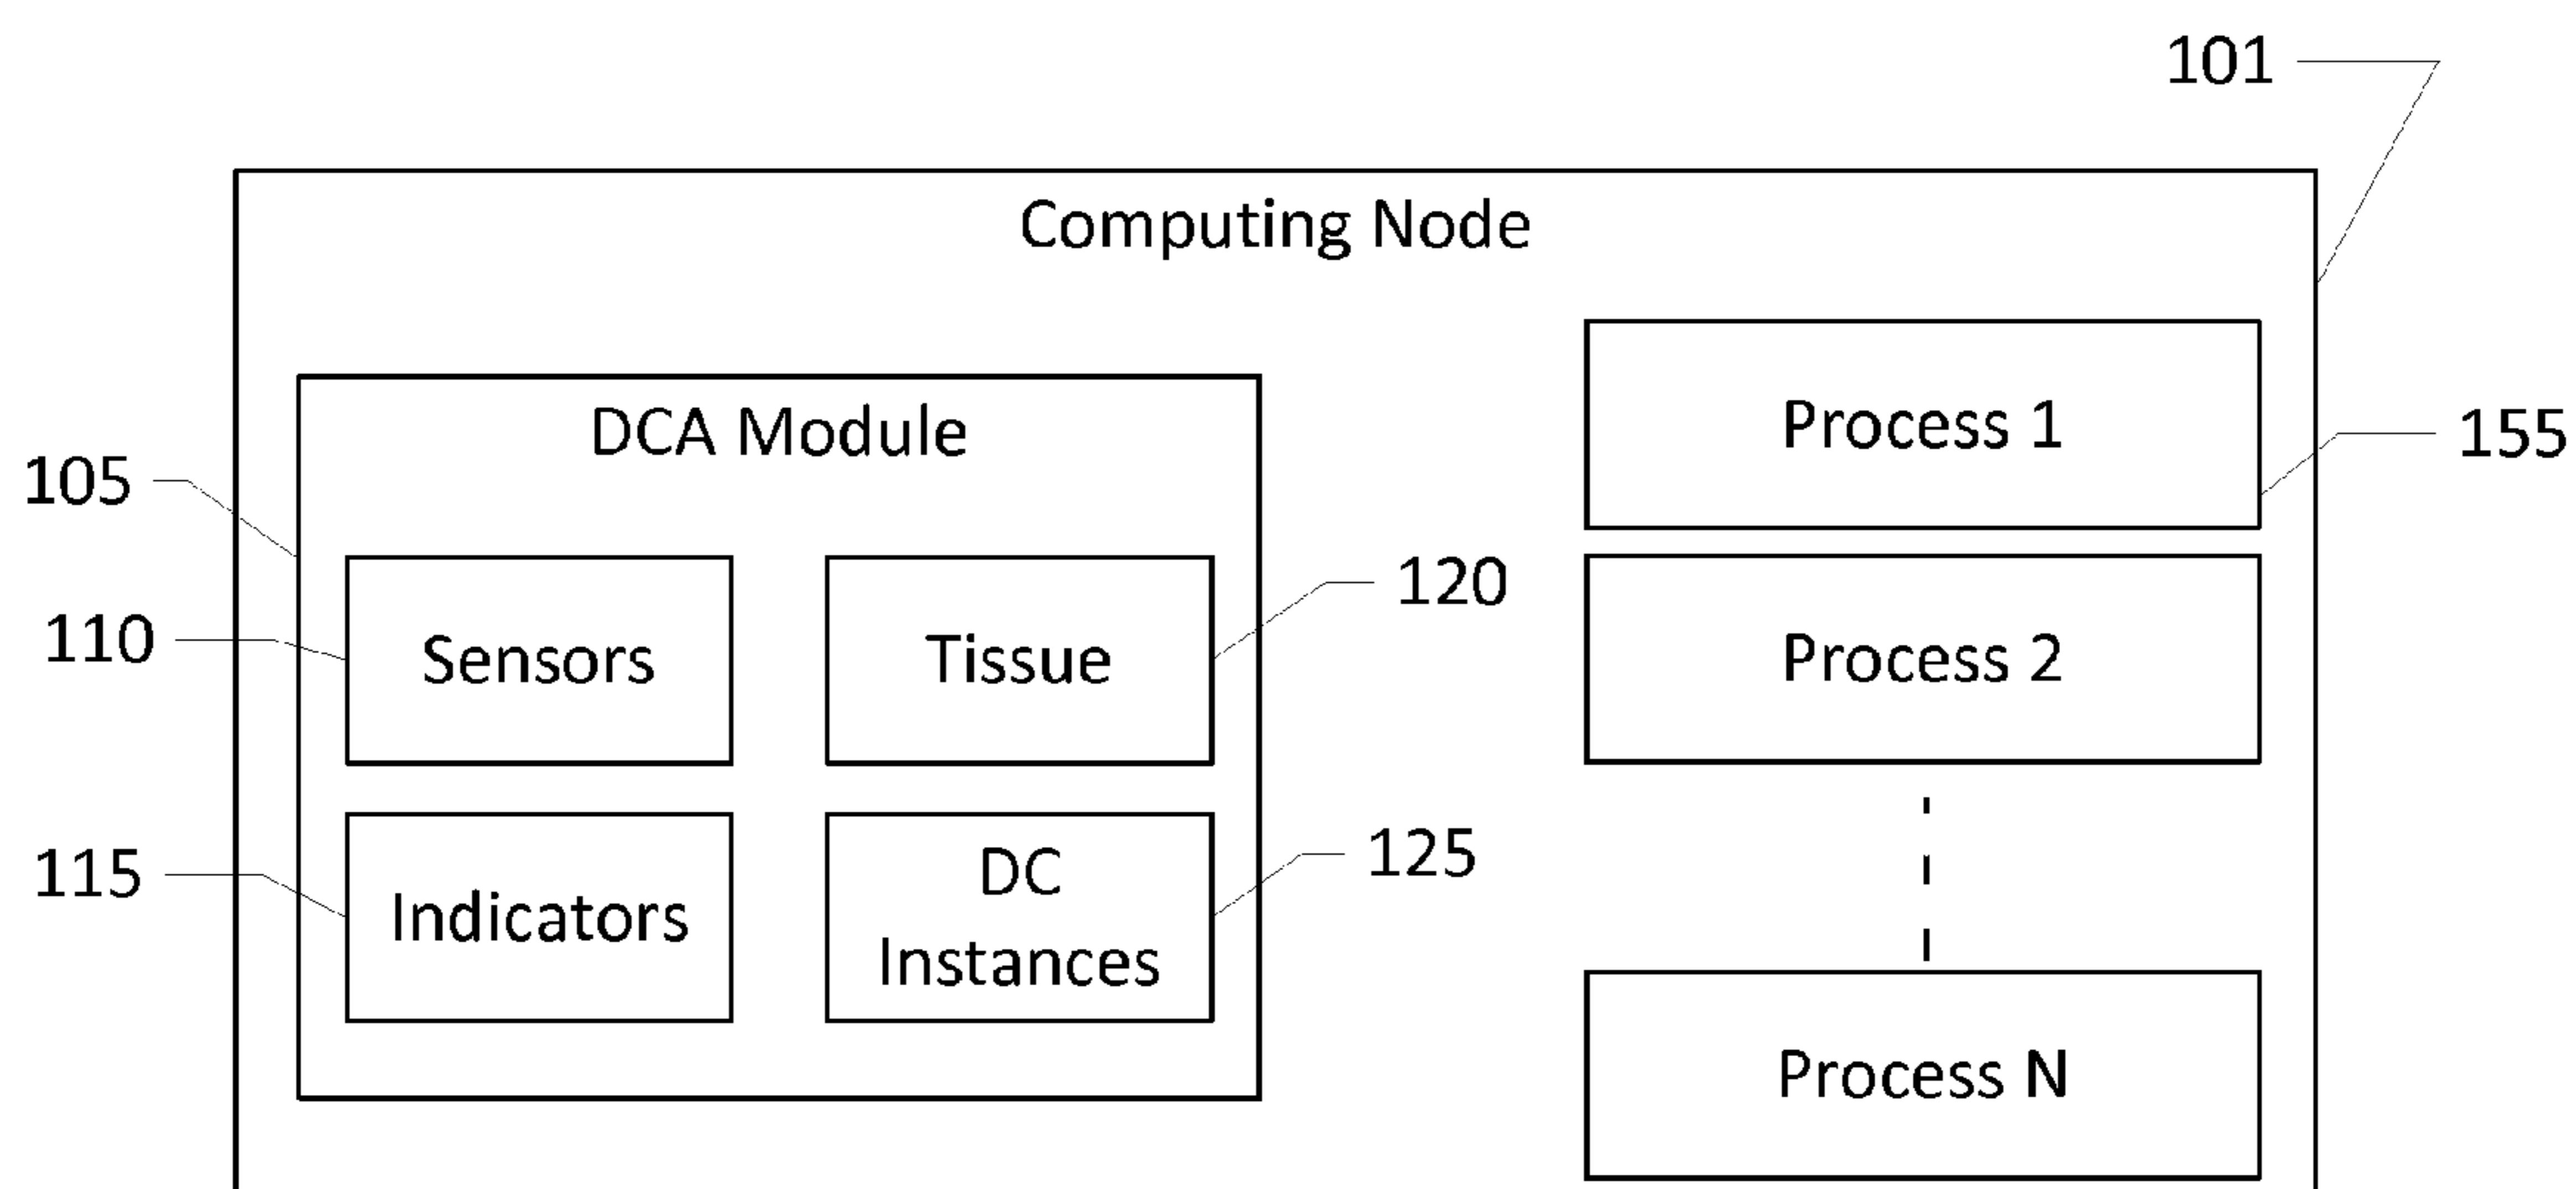 101
Computing Node
DCA Module
Process 1
155
105
110
Sensors
Tissue
120
Process 2
115
Indicators
DC
Instances
125
Process N